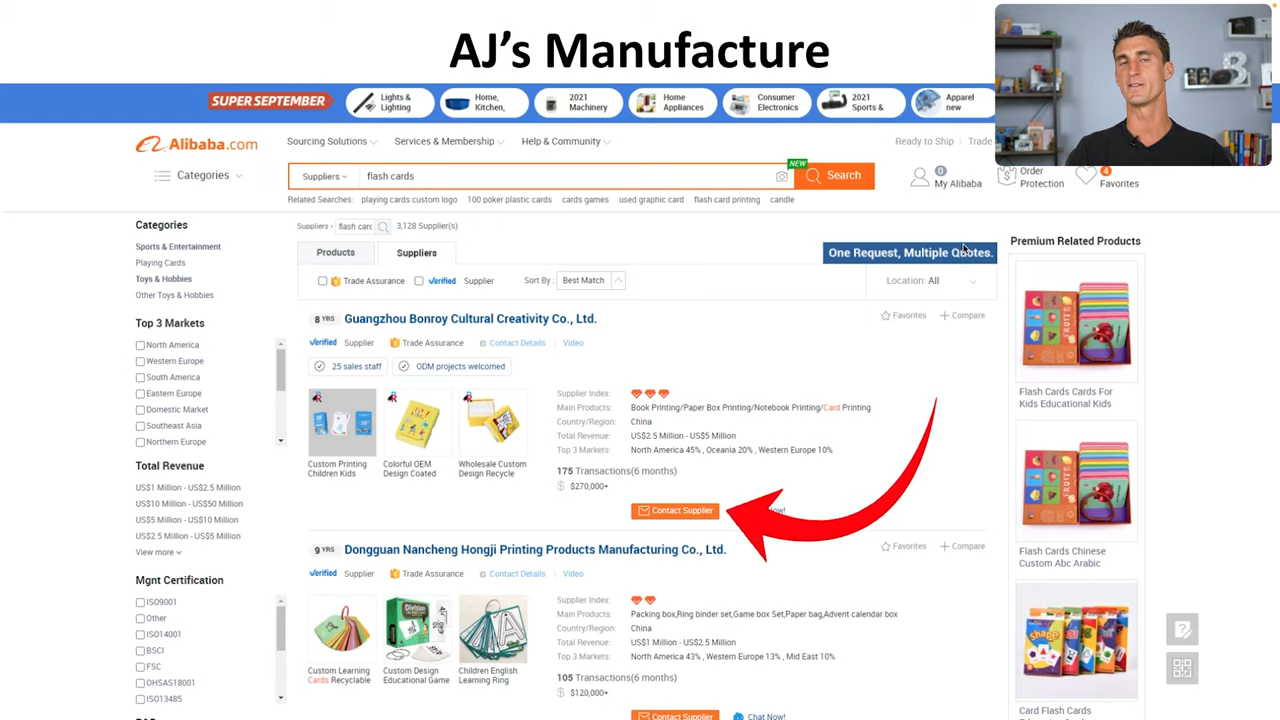 AJ's Manufacture
SUPER SEPTEMBER
Lights &
Lighting
Home,
Kitchen,
2021
Machinery
Home
Appliances
Consumer
Electronics
2021
Sports &
Apparel
new
Alibaba.com
Sourcing Solutions
Services & Membership
Help & Community
Ready to Ship
Trade
Categories
Suppliers
flash cards
NEW
Search
0
My Alibaba
Order
Protection
4
Favorites
Related Searches: playing cards custom logo 100 poker plastic cards cards games used graphic card flash card printing candle
Categories
Sports & Entertainment
Playing Cards
Toys & Hobbies
Other Toys & Hobbies
Top 3 Markets
North America
Western Europe
South America
Eastern Europe
Domestic Market
Southeast Asia
Northern Europe
Total Revenue
US$1 Million - US$2.5 Million
US$10 Million - US$50 Million
US$5 Million - US$10 Million
US$2.5 Million - US$5 Million
View more
Mgnt Certification
ISO9001
Other
ISO14001
BSCI
FSC
OHSAS18001
ISO13485
Suppliers > flash card 3,128 Supplier(s)
Products
Suppliers
One Request, Multiple Quotes.
Trade Assurance
Verified Supplier
Sort By : Best Match
Location: All
8 YRS Guangzhou Bonroy Cultural Creativity Co., Ltd.
Favorites
Compare
Verified Supplier Trade Assurance Contact Details Video
25 sales staff
ODM projects welcomed
Custom Printing
Children Kids
Colorful OEM
Design Coated
Wholesale Custom
Design Recycle
Supplier Index:
Main Products: Book Printing/Paper Box Printing/Notebook Printing/Card Printing
Country/Region: China
Total Revenue: US$2.5 Million - US$5 Million
Top 3 Markets: North America 45% , Oceania 20% , Western Europe 10%
175 Transactions(6 months)
$270,000+
Contact Supplier
9 YRS Dongguan Nancheng Hongji Printing Products Manufacturing Co., Ltd.
Favorites
Compare
Verified Supplier Trade Assurance Contact Details Video
Division
A
Custom Learning
Cards Recyclable
Custom Design
Educational Game
Children English
Learning Ring
Supplier Index:
Main Products: Packing box,Ring binder set,Game box Set,Paper bag,Advent calendar box
Country/Region: China
Total Revenue: US$1 Million - US$2.5 Million
Top 3 Markets: North America 43% , Western Europe 13% , Mid East 10%
105 Transactions(6 months)
$120,000+
Contact Supplier
Chat Now!
Premium Related Products
FRUITS
Flash Cards Cards For
Kids Educational Kids
Flash Cards Chinese
Custom Abc Arabic
shape
Card Flash Cards